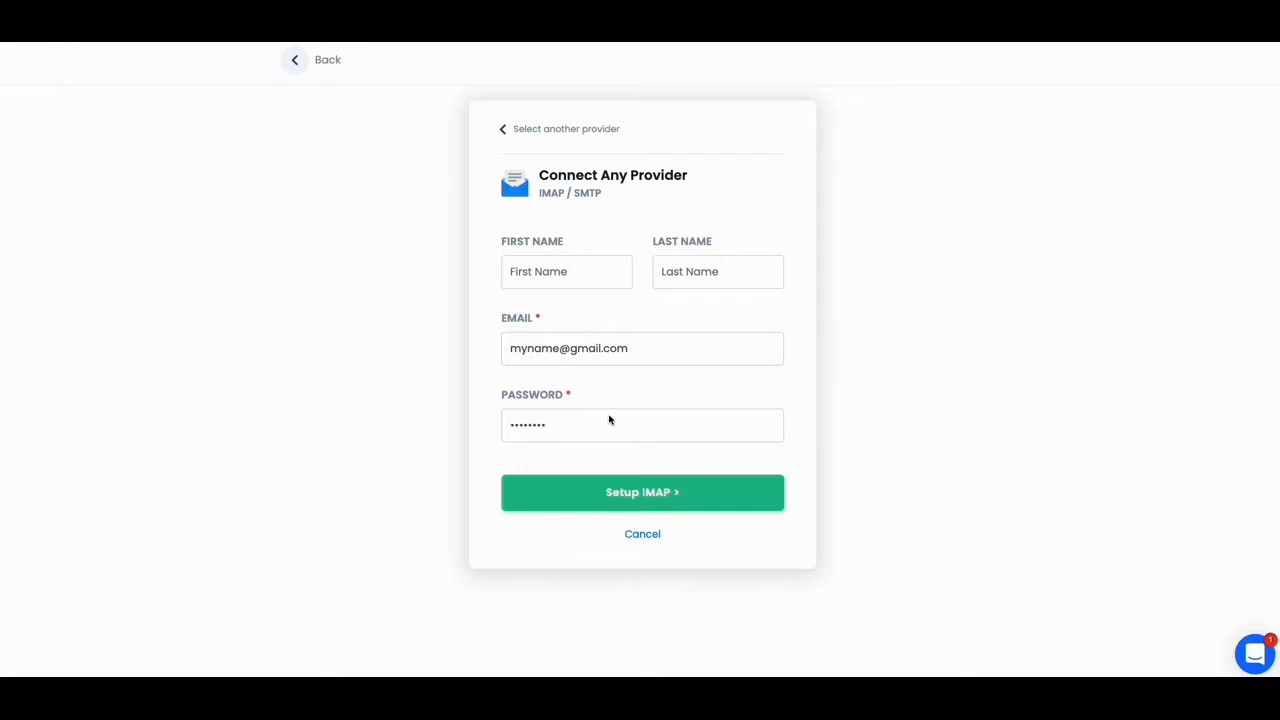 Back
Select another provider
Connect Any Provider
IMAP / SMTP
FIRST NAME LAST NAME
First Name Last Name
EMAIL *
myname@gmail.com
PASSWORD *
••••••••
Setup IMAP >
Cancel
1